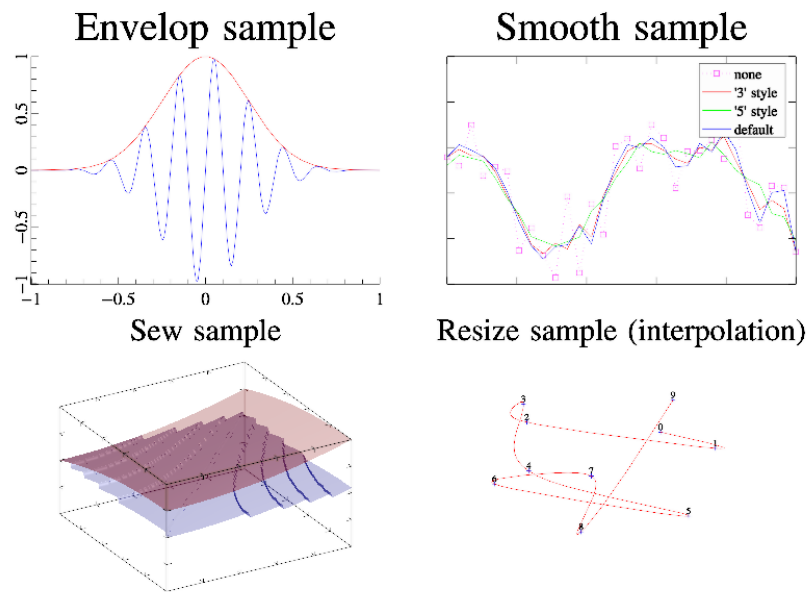 Envelop sample
Smooth sample
1
0.5
0
−0.5
−1
−1
−0.5
0
0.5
1
none
'3' style
'5' style
default
Sew sample
Resize sample (interpolation)
9
3
2
0
1
4
7
6
5
8